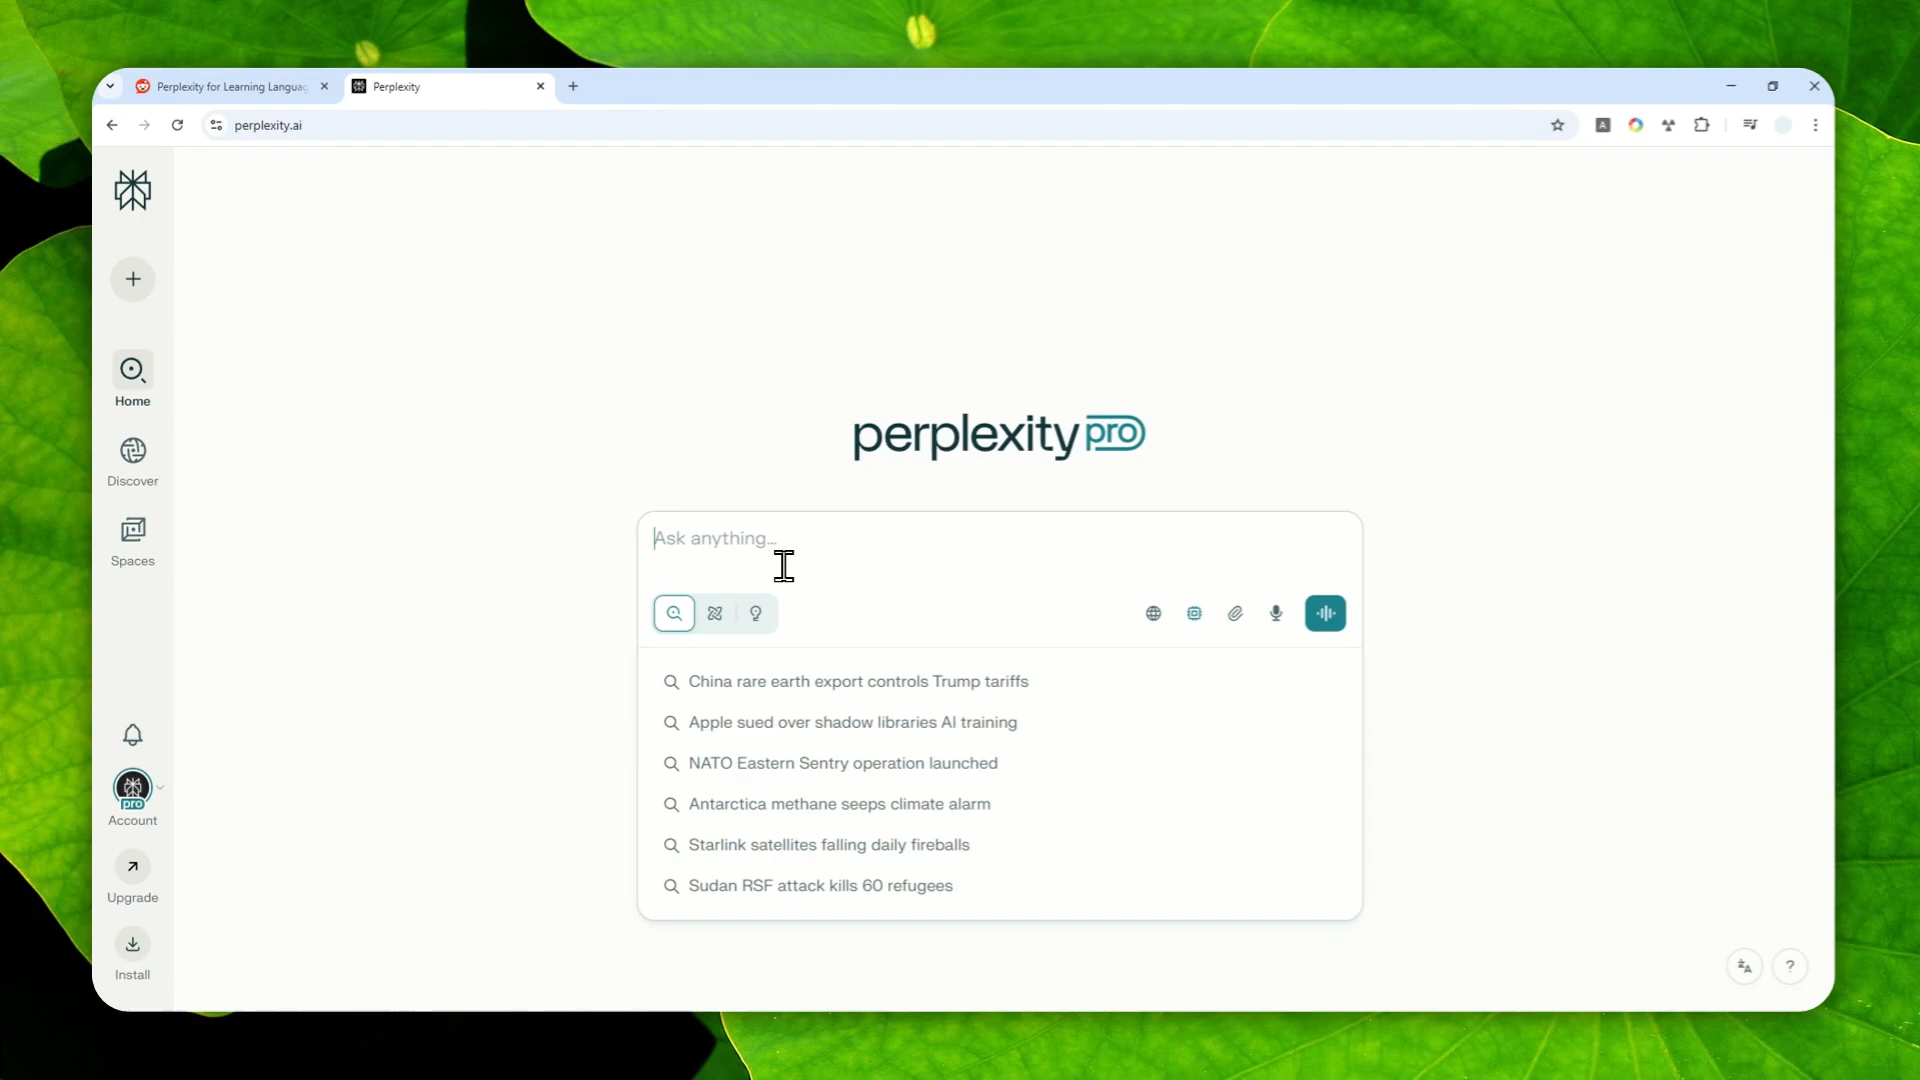 Perplexity for Learning Languag
Perplexity
perplexity.ai
Home
Discover
Spaces
pro
Account
Upgrade
Install
perplexity pro
Ask anything...
China rare earth export controls Trump tariffs
Apple sued over shadow libraries AI training
NATO Eastern Sentry operation launched
Antarctica methane seeps climate alarm
Starlink satellites falling daily fireballs
Sudan RSF attack kills 60 refugees